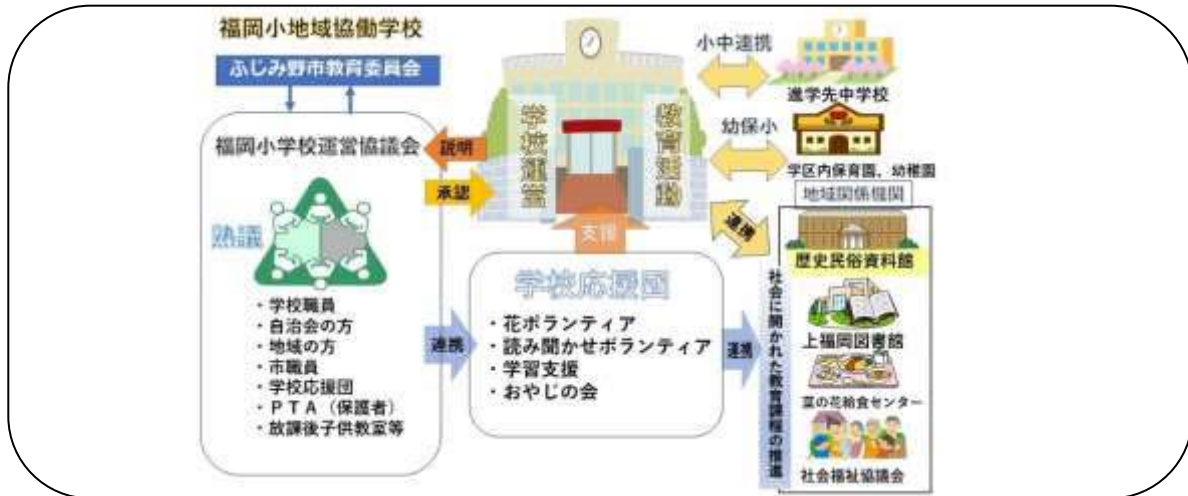 福岡小地域協働学校
ふじみ野市教育委員会
福岡小学校運営協議会
熟議
・学校職員
・自治会の方
・地域の方
・市職員
・学校応援団
・PTA(保護者)
・放課後子供教室等
説明
承認
連携
学校運営
教育活動
支援
学校応援団
・花ボランティア
・読み聞かせボランティア
・学習支援
・おやじの会
連携
小中連携
進学先中学校
幼保小
学区内保育園、幼稚園
連携
地域関係機関
社会に開かれた教育課程の推進
歴史民俗資料館
上福岡図書館
菜の花給食センター
社会福祉協議会